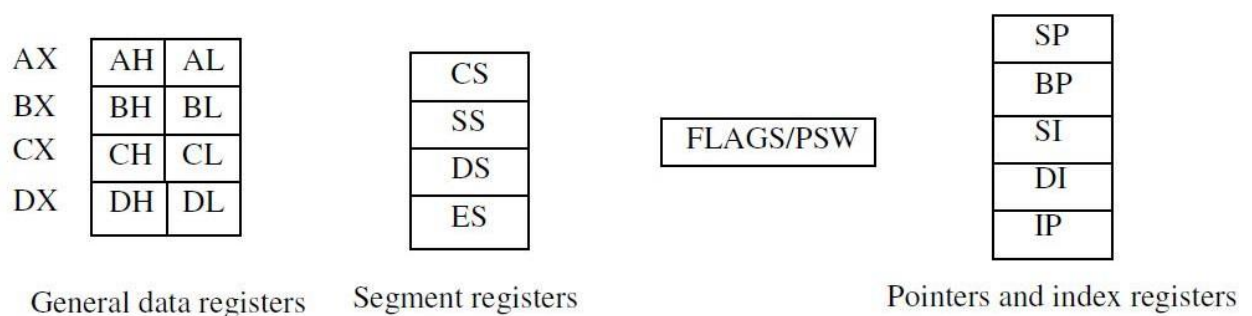 AX AH AL
BX BH BL
CX CH CL
DX DH DL
General data registers
CS
SS
DS
ES
Segment registers
FLAGS/PSW
SP
BP
SI
DI
IP
Pointers and index registers